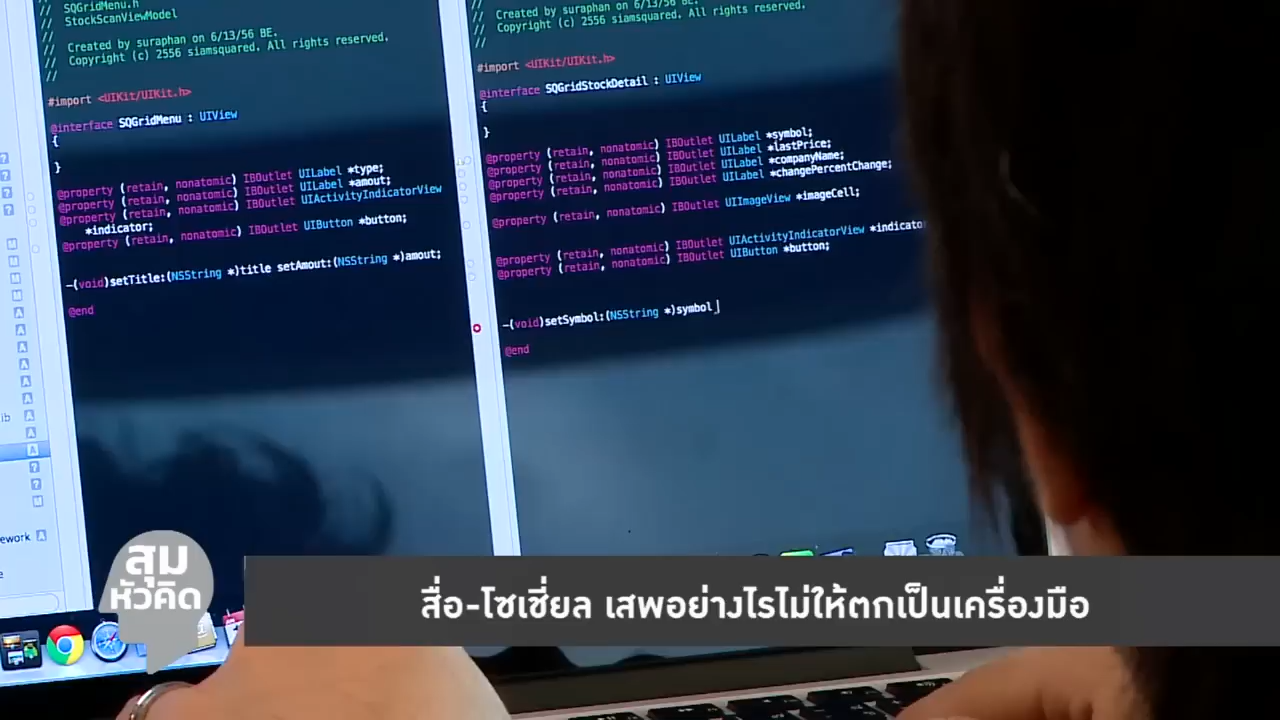 // SQGridMenu.h
// StockScanViewModel
//
// Created by suraphan on 6/13/56 BE.
// Copyright (c) 2556 siamsquared. All rights reserved.
//
#import <UIKit/UIKit.h>
@interface SQGridMenu : UIView
{
}
@property (retain, nonatomic) IBOutlet UILabel *type;
@property (retain, nonatomic) IBOutlet UILabel *amout;
@property (retain, nonatomic) IBOutlet UIActivityIndicatorView
*indicator;
@property (retain, nonatomic) IBOutlet UIButton *button;
-(void)setTitle:(NSString *)title setAmout:(NSString *)amout;
@end
// Created by suraphan on 6/13/56 BE.
// Copyright (c) 2556 siamsquared. All rights reserved.
//
#import <UIKit/UIKit.h>
@interface SQGridStockDetail : UIView
{
}
@property (retain, nonatomic) IBOutlet UILabel *symbol;
@property (retain, nonatomic) IBOutlet UILabel *lastPrice;
@property (retain, nonatomic) IBOutlet UILabel *companyName;
@property (retain, nonatomic) IBOutlet UILabel *changePercentChange;
@property (retain, nonatomic) IBOutlet UIImageView *imageCell;
@property (retain, nonatomic) IBOutlet UIActivityIndicatorView *indicator
@property (retain, nonatomic) IBOutlet UIButton *button;
-(void)setSymbol:(NSString *)symbol
@end
สุม
หัวคิด
สื่อ-โซเชี่ยล เสพอย่างไรไม่ให้ตกเป็นเครื่องมือ